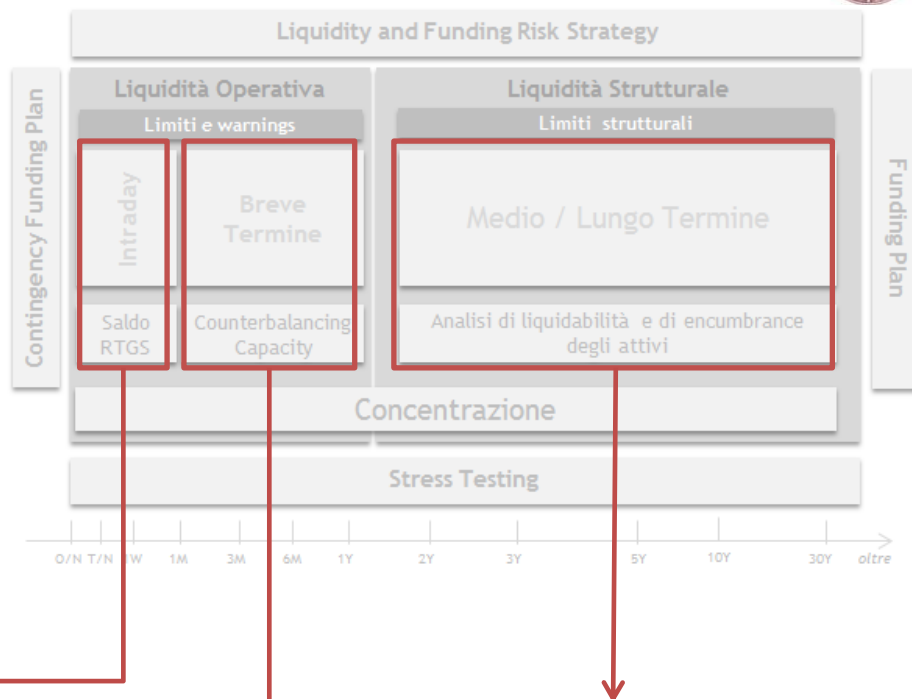 Liquidity and Funding Risk Strategy
Contingency Funding Plan
Liquidità Operativa
Limiti e warnings
Intraday
Breve
Termine
Saldo
RTGS
Counterbalancing
Capacity
Liquidità Strutturale
Limiti strutturali
Medio / Lungo Termine
Analisi di liquidabilità e di encumbrance
degli attivi
Funding Plan
Concentrazione
Stress Testing
O/N T/N 1W 1M 3M 6M 1Y 2Y 3Y 5Y 10Y 30Y oltre